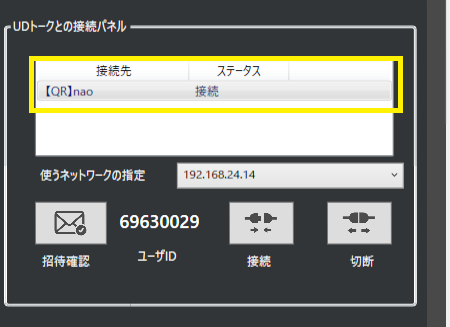 UDトークとの接続パネル
接続先 ステータス
【QR】nao 接続
使うネットワークの指定 192.168.24.14
69630029
招待確認 ユーザID 接続 切断